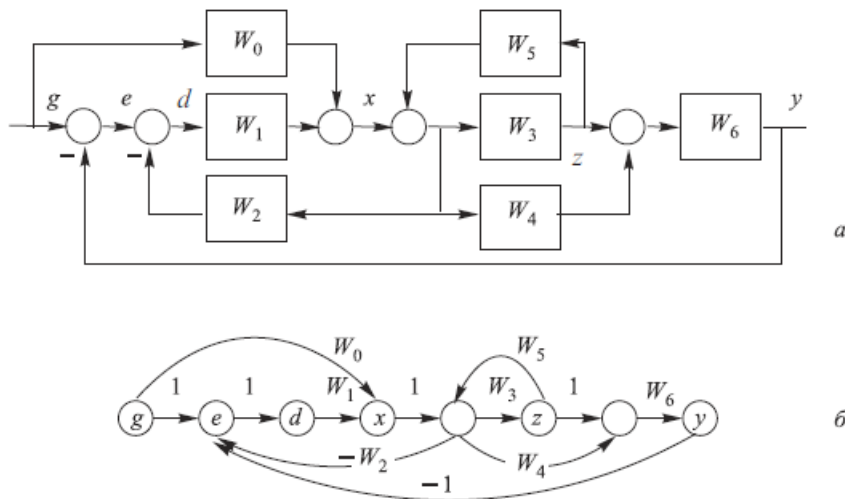 W₀
W₅
g e d W₁ x W₃ z W₆ y
− −
W₂ W₄
а
W₀ W₅
1 1 W₁ 1 W₃ 1 W₆
g e d x z y
б
−W₂ W₄
−1